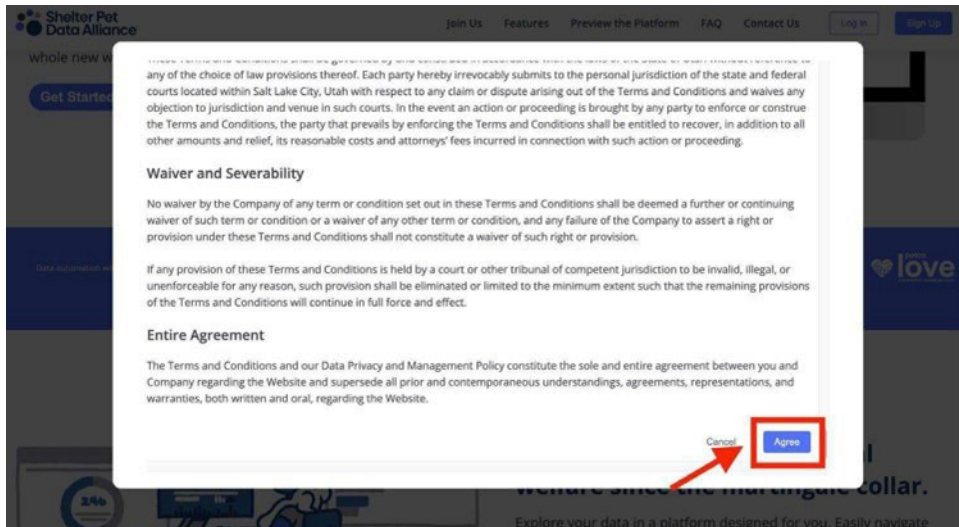 Shelter Pet
Data Alliance
Join Us Features Preview the Platform FAQ Contact Us Log In Sign Up
whole new w
Get Started
any of the choice of law provisions thereof. Each party hereby irrevocably submits to the personal jurisdiction of the state and federal
courts located within Salt Lake City, Utah with respect to any claim or dispute arising out of the Terms and Conditions and waives any
objection to jurisdiction and venue in such courts. In the event an action or proceeding is brought by any party to enforce or construe
the Terms and Conditions, the party that prevails by enforcing the Terms and Conditions shall be entitled to recover, in addition to all
other amounts and relief, its reasonable costs and attorneys' fees incurred in connection with such action or proceeding.
Waiver and Severability
No waiver by the Company of any term or condition set out in these Terms and Conditions shall be deemed a further or continuing
waiver of such term or condition or a waiver of any other term or condition, and any failure of the Company to assert a right or
provision under these Terms and Conditions shall not constitute a waiver of such right or provision.
If any provision of these Terms and Conditions is held by a court or other tribunal of competent jurisdiction to be invalid, illegal, or
unenforceable for any reason, such provision shall be eliminated or limited to the minimum extent such that the remaining provisions
of the Terms and Conditions will continue in full force and effect.
Data automation wi
love
Entire Agreement
The Terms and Conditions and our Data Privacy and Management Policy constitute the sole and entire agreement between you and
Company regarding the Website and supersede all prior and contemporaneous understandings, agreements, representations, and
warranties, both written and oral, regarding the Website.
Cancel Agree
l
welfare since the martingale collar.
246
Explore your data in a platform designed for you. Easily navigate